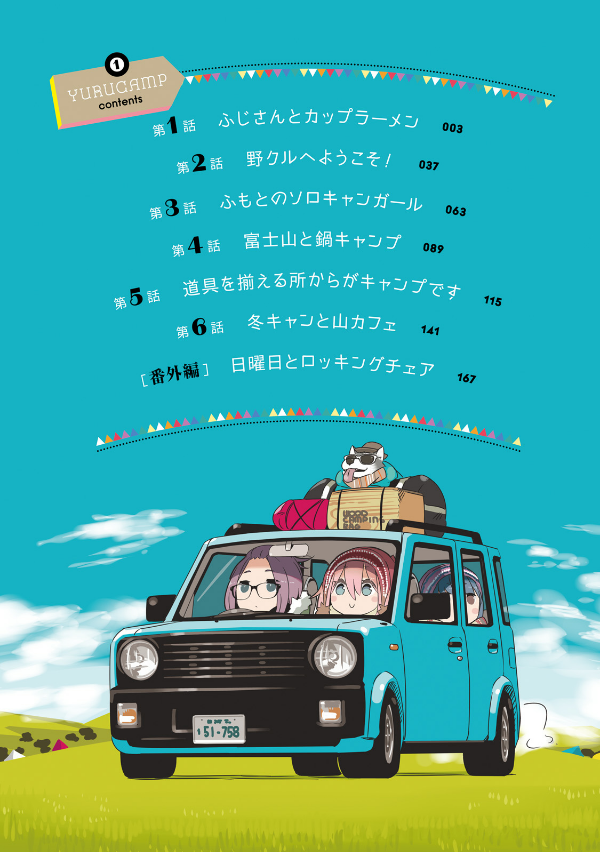 1
YURUCAMP
contents
第1話 ふじさんとカップラーメン 003
第2話 野クルへようこそ! 037
第3話 ふもとのソロキャンガール 063
第4話 富士山と鍋キャンプ 089
第5話 道具を揃える所からがキャンプです 115
第6話 冬キャンと山カフェ 141
[番外編] 日曜日とロッキングチェア 167
WOOD
CAMPING
51-758